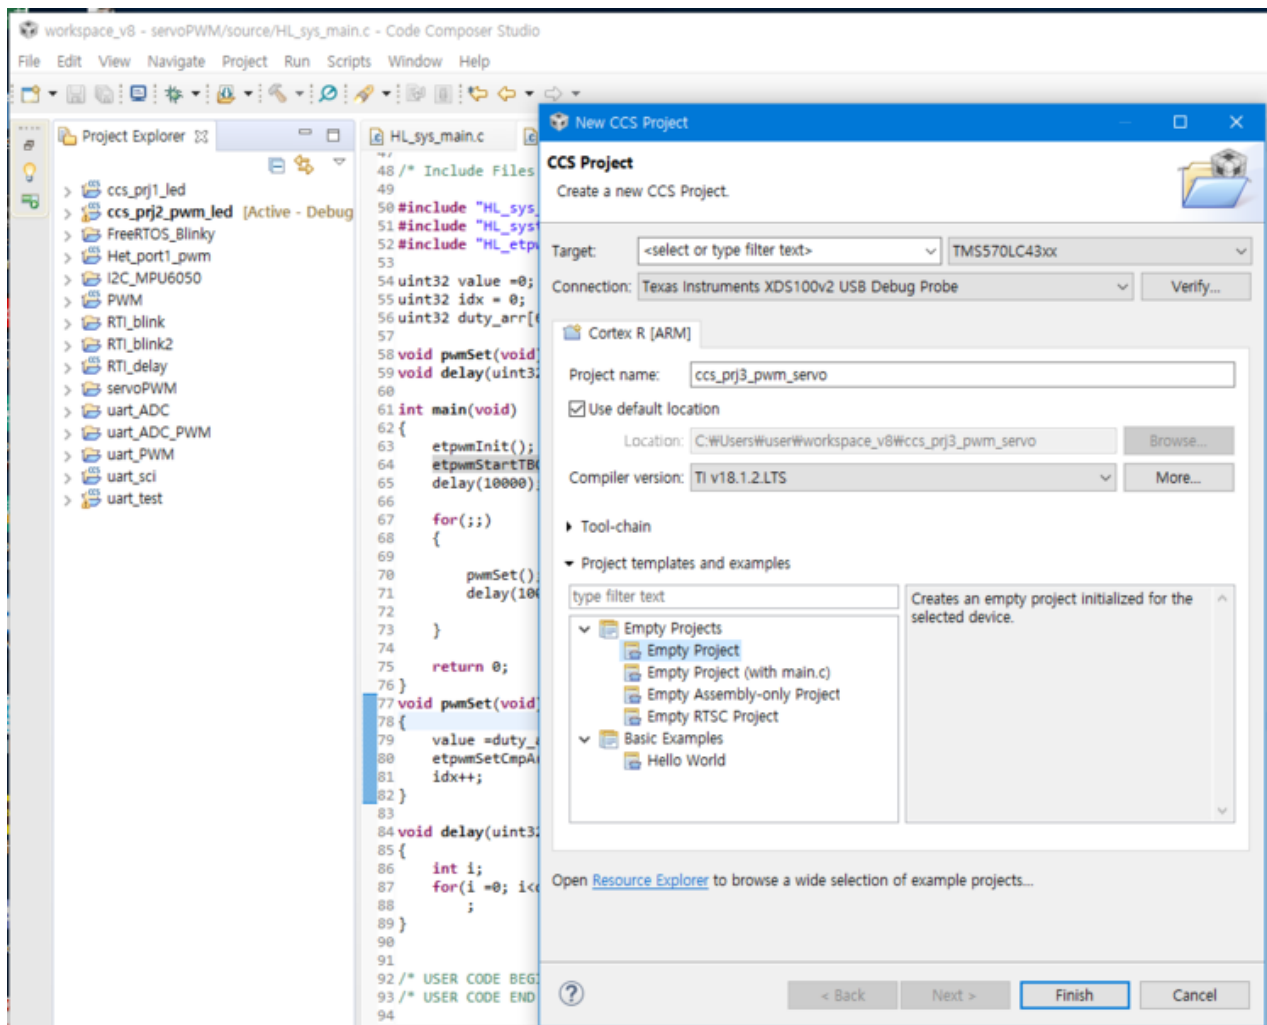 workspace_v8 - servoPWM/source/HL_sys_main.c - Code Composer Studio
File Edit View Navigate Project Run Scripts Window Help
Project Explorer
ccs_prj1_led
ccs_prj2_pwm_led [Active - Debug
FreeRTOS_Blinky
Het_port1_pwm
I2C_MPU6050
PWM
RTI_blink
RTI_blink2
RTI_delay
servoPWM
uart_ADC
uart_ADC_PWM
uart_PWM
uart_sci
uart_test
HL_sys_main.c
47
48 /* Include Files
49
50 #include "HL_sys_
51 #include "HL_syst
52 #include "HL_etpw
53
54 uint32 value =0;
55 uint32 idx = 0;
56 uint32 duty_arr[6
57
58 void pwmSet(void)
59 void delay(uint32
60
61 int main(void)
62 {
63 etpwmInit();
64 etpwmStartTBC
65 delay(10000);
66
67 for(;;)
68 {
69
70 pwmSet();
71 delay(100
72
73 }
74
75 return 0;
76 }
77 void pwmSet(void)
78 {
79 value =duty_a
80 etpwmSetCmpA(
81 idx++;
82 }
83
84 void delay(uint32
85 {
86 int i;
87 for(i =0; i<d
88 ;
89 }
90
91
92 /* USER CODE BEGI
93 /* USER CODE END
94
New CCS Project
CCS Project
Create a new CCS Project.
Target: <select or type filter text> TMS570LC43xx
Connection: Texas Instruments XDS100v2 USB Debug Probe Verify...
Cortex R [ARM]
Project name: ccs_prj3_pwm_servo
Use default location
Location: C:₩Users₩user₩workspace_v8₩ccs_prj3_pwm_servo Browse...
Compiler version: TI v18.1.2.LTS More...
Tool-chain
Project templates and examples
type filter text
Empty Projects
Empty Project
Empty Project (with main.c)
Empty Assembly-only Project
Empty RTSC Project
Basic Examples
Hello World
Creates an empty project initialized for the
selected device.
Open Resource Explorer to browse a wide selection of example projects...
< Back Next > Finish Cancel